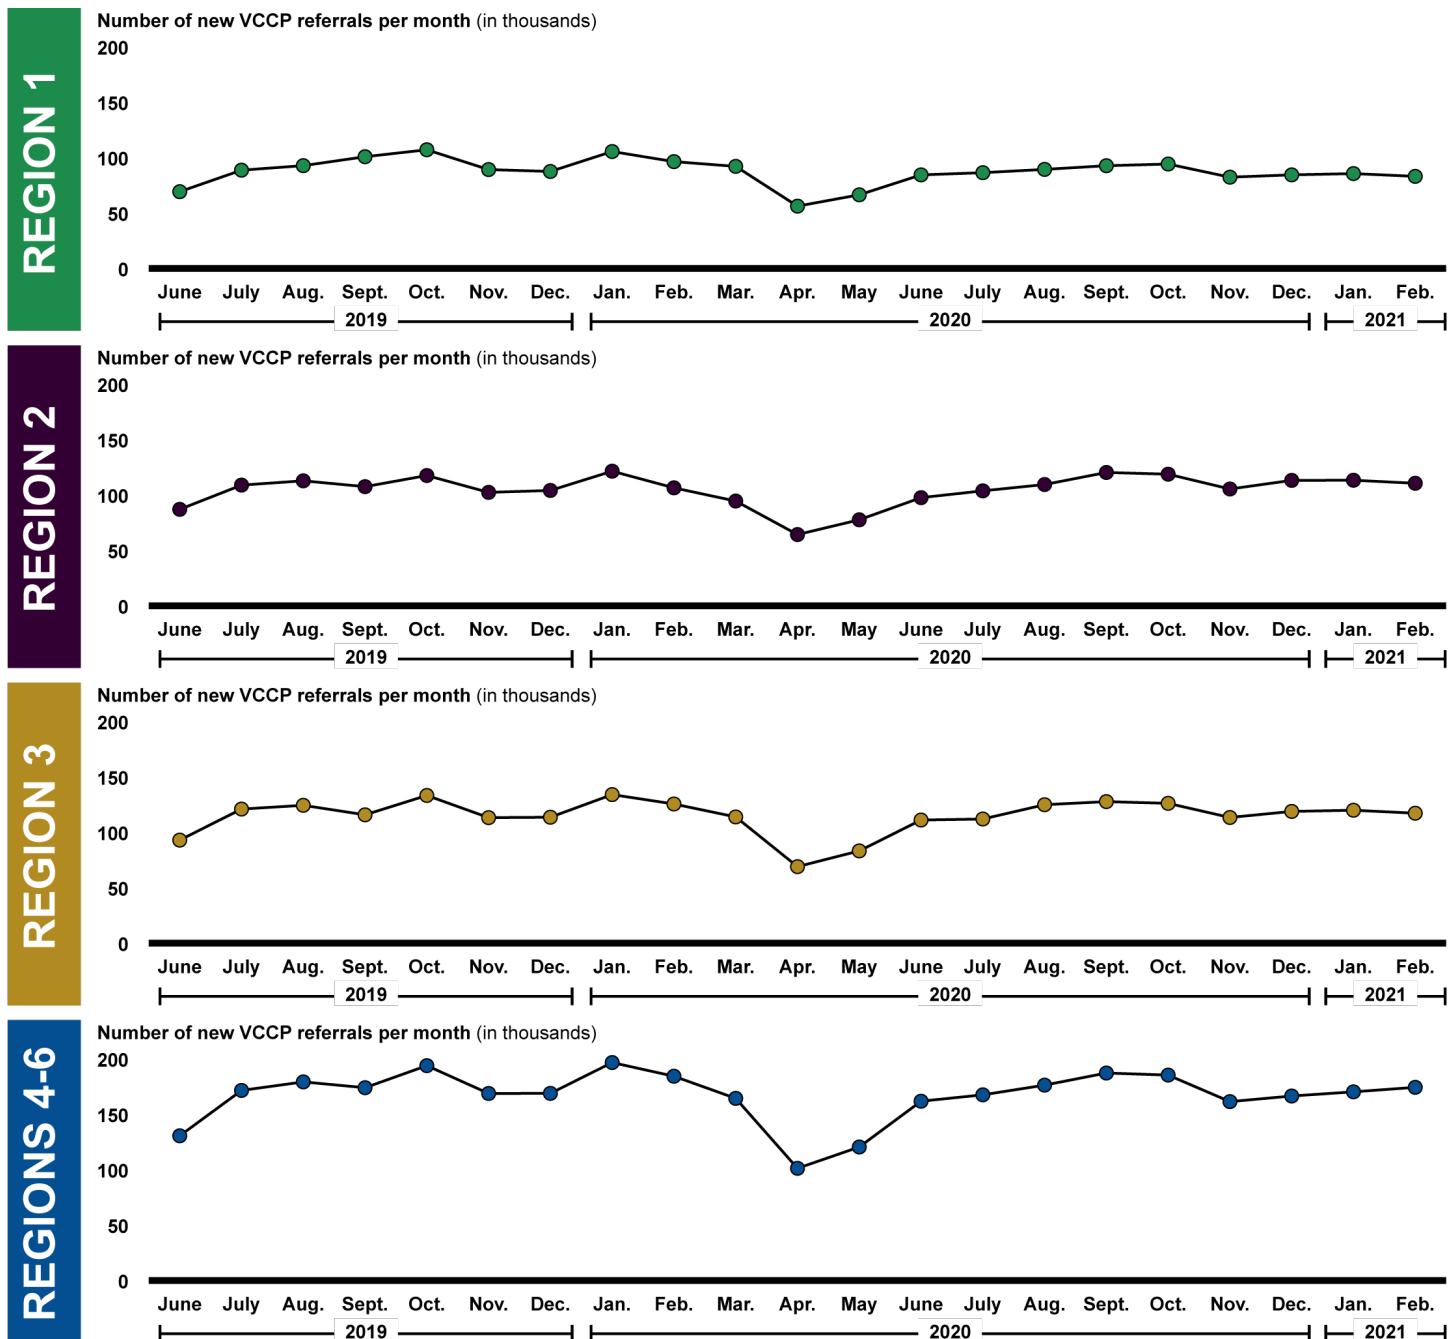 REGION 1
Number of new VCCP referrals per month (in thousands)
200
150
100
50
0
June July Aug. Sept. Oct. Nov. Dec. Jan. Feb. Mar. Apr. May June July Aug. Sept. Oct. Nov. Dec. Jan. Feb.
2019 2020 2021
REGION 2
Number of new VCCP referrals per month (in thousands)
200
150
100
50
0
June July Aug. Sept. Oct. Nov. Dec. Jan. Feb. Mar. Apr. May June July Aug. Sept. Oct. Nov. Dec. Jan. Feb.
2019 2020 2021
REGION 3
Number of new VCCP referrals per month (in thousands)
200
150
100
50
0
June July Aug. Sept. Oct. Nov. Dec. Jan. Feb. Mar. Apr. May June July Aug. Sept. Oct. Nov. Dec. Jan. Feb.
2019 2020 2021
REGIONS 4-6
Number of new VCCP referrals per month (in thousands)
200
150
100
50
0
June July Aug. Sept. Oct. Nov. Dec. Jan. Feb. Mar. Apr. May June July Aug. Sept. Oct. Nov. Dec. Jan. Feb.
2019 2020 2021